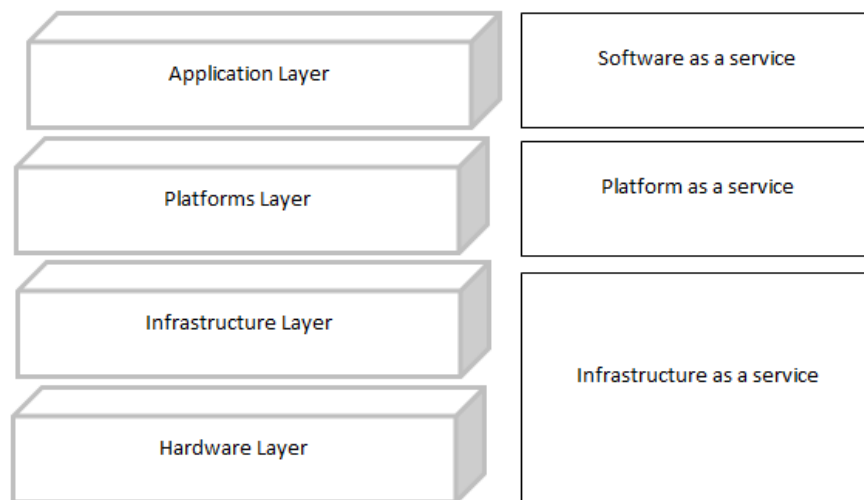 Application Layer
Software as a service
Platforms Layer
Platform as a service
Infrastructure Layer
Infrastructure as a service
Hardware Layer